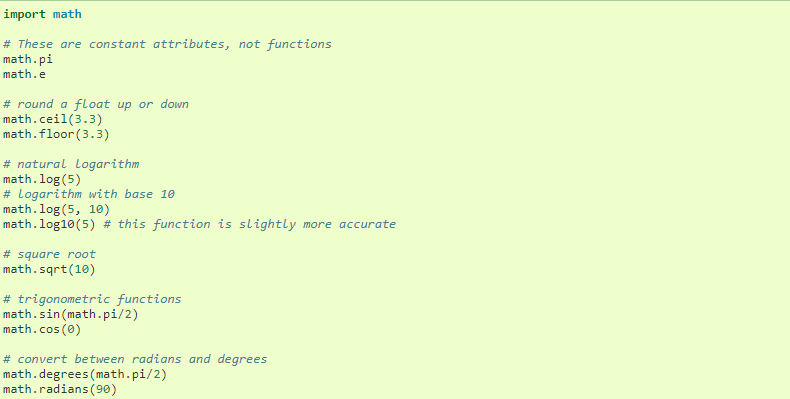 import math
# These are constant attributes, not functions
math.pi
math.e
# round a float up or down
math.ceil(3.3)
math.floor(3.3)
# natural logarithm
math.log(5)
# logarithm with base 10
math.log(5, 10)
math.log10(5) # this function is slightly more accurate
# square root
math.sqrt(10)
# trigonometric functions
math.sin(math.pi/2)
math.cos(0)
# convert between radians and degrees
math.degrees(math.pi/2)
math.radians(90)